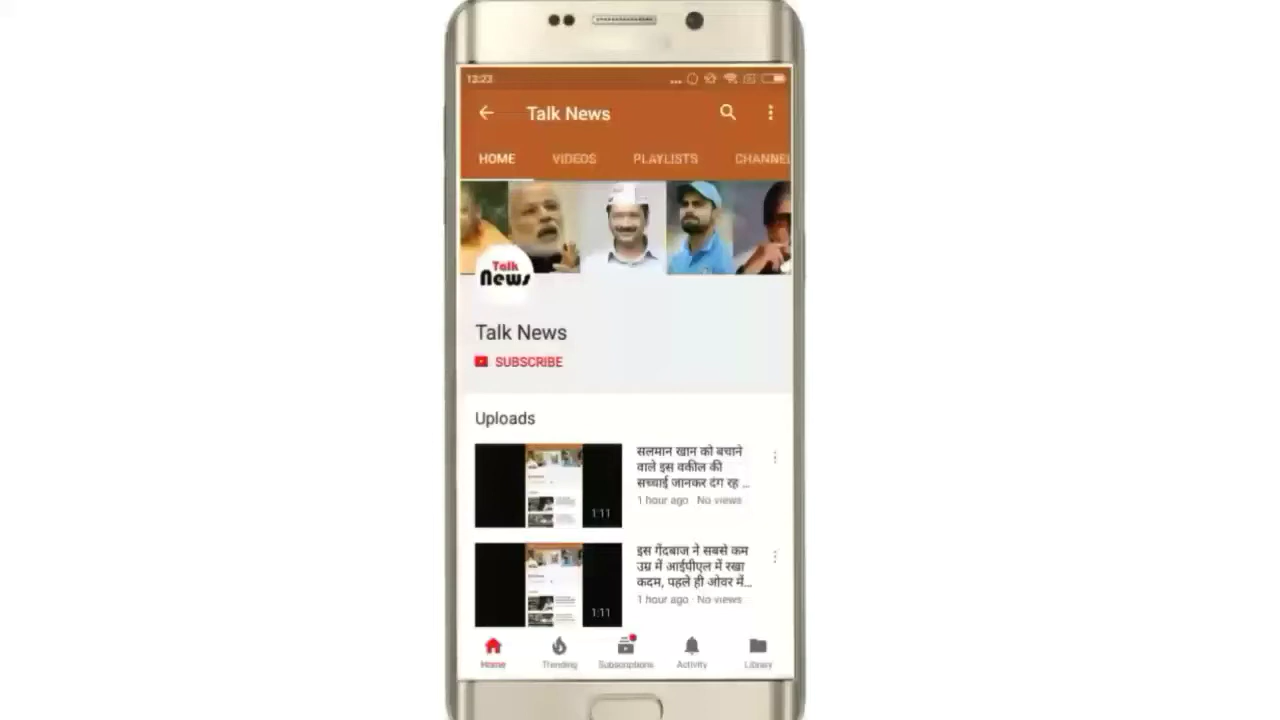 13:23
Talk News
HOME VIDEOS PLAYLISTS CHANNEL
Talk
News
Talk News
SUBSCRIBE
Uploads
सलमान खान को बचाने
वाले इस वकील की
सच्चाई जानकर दंग रह ...
1 hour ago · No views
1:11
इस गेंदबाज ने सबसे कम
उम्र में आईपीएल में रखा
कदम, पहले ही ओवर में...
1 hour ago · No views
1:11
Home Trending Subscriptions Activity Library